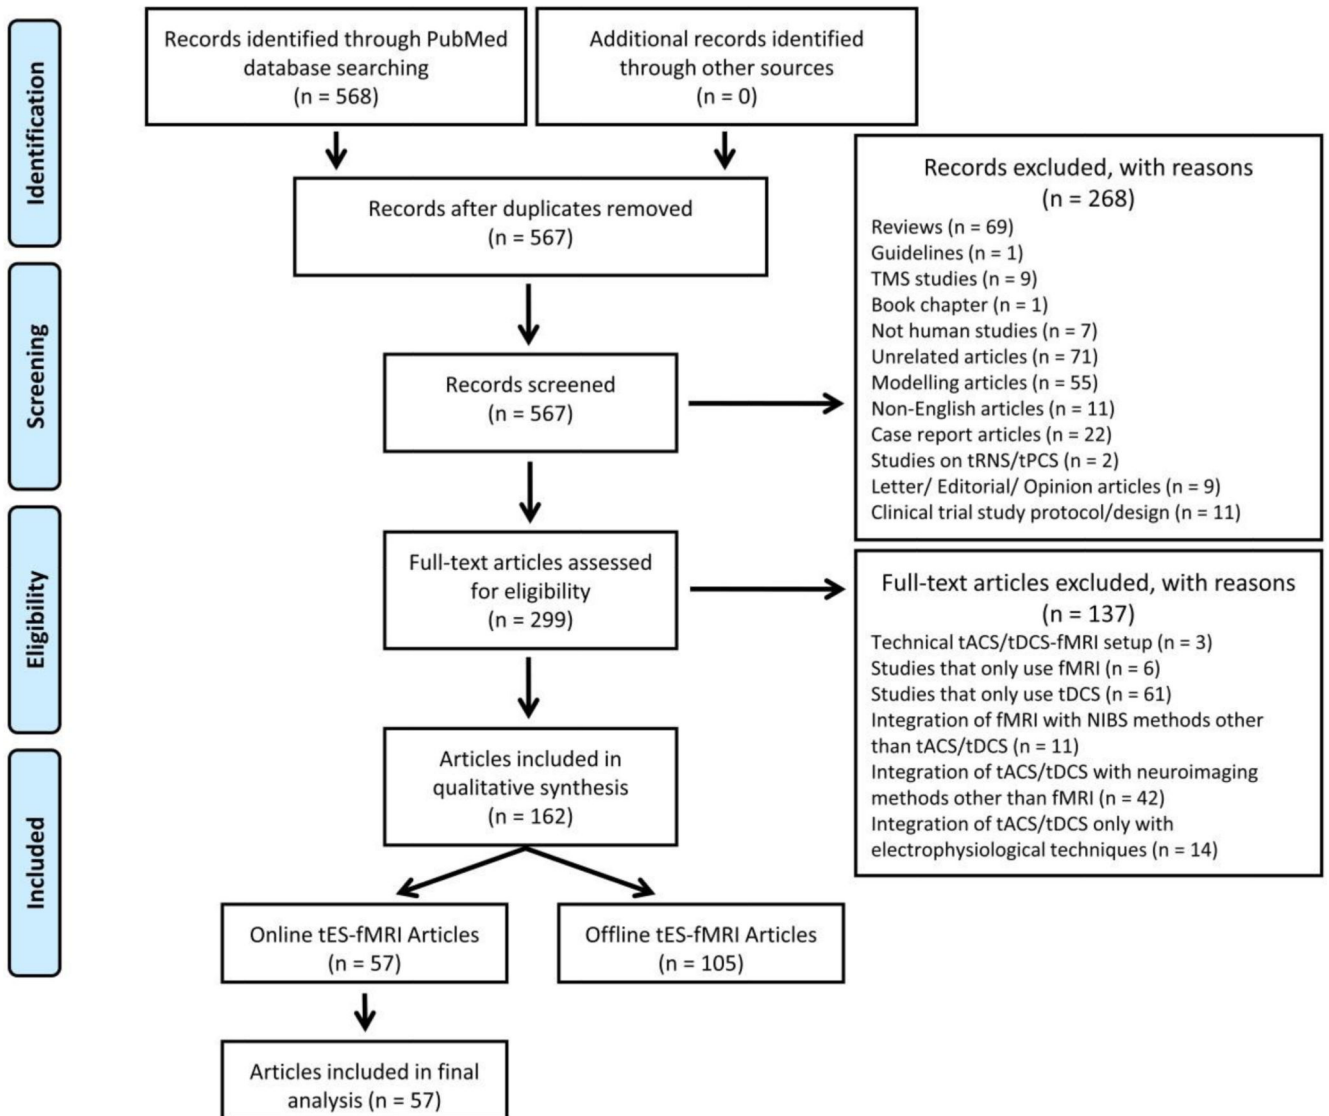 Identification
Records identified through PubMed
database searching
(n = 568)
Additional records identified
through other sources
(n = 0)
Records after duplicates removed
(n = 567)
Screening
Records screened
(n = 567)
Records excluded, with reasons
(n = 268)
Reviews (n = 69)
Guidelines (n = 1)
TMS studies (n = 9)
Book chapter (n = 1)
Not human studies (n = 7)
Unrelated articles (n = 71)
Modelling articles (n = 55)
Non-English articles (n = 11)
Case report articles (n = 22)
Studies on tRNS/tPCS (n = 2)
Letter/ Editorial/ Opinion articles (n = 9)
Clinical trial study protocol/design (n = 11)
Eligibility
Full-text articles assessed
for eligibility
(n = 299)
Full-text articles excluded, with reasons
(n = 137)
Technical tACS/tDCS-fMRI setup (n = 3)
Studies that only use fMRI (n = 6)
Studies that only use tDCS (n = 61)
Integration of fMRI with NIBS methods other
than tACS/tDCS (n = 11)
Integration of tACS/tDCS with neuroimaging
methods other than fMRI (n = 42)
Integration of tACS/tDCS only with
electrophysiological techniques (n = 14)
Included
Articles included in
qualitative synthesis
(n = 162)
Online tES-fMRI Articles
(n = 57)
Offline tES-fMRI Articles
(n = 105)
Articles included in final
analysis (n = 57)